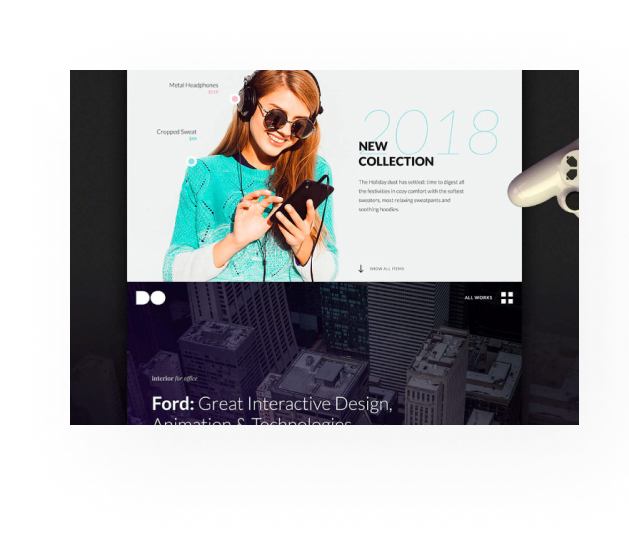 Metal Headphones
Cropped Sweat
2018
NEW
COLLECTION
The Holiday dust has settled: time to digest all
the festivities in cozy comfort with the softest
sweaters, most relaxing sweatpants and
soothing hoodies.
SHOW ALL ITEMS
DO
ALL WORKS
interior for office
Ford: Great Interactive Design,
Animation & Technologies